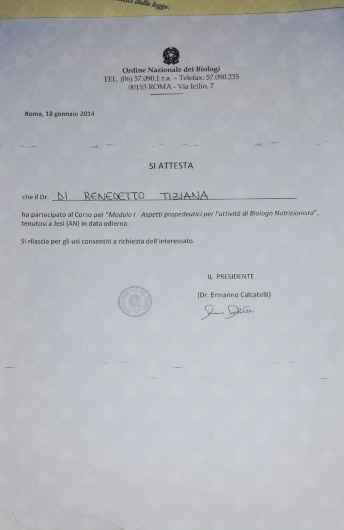 dalla legge.
Ordine Nazionale dei Biologi
TEL. (06) 57.090.1 r.a. – Telefax: 57.090.235
00153 ROMA - Via Icilio, 7
Roma, 18 gennaio 2014
SI ATTESTA
che il Dr. DI BENEDETTO TIZIANA
ha partecipato al Corso per "Modulo I - Aspetti propedeutici per l'attività di Biologo Nutrizionista",
tenutosi a Jesi (AN) in data odierna.
Si rilascia per gli usi consentiti a richiesta dell'interessato.
IL PRESIDENTE
(Dr. Ermanno Calcatelli)